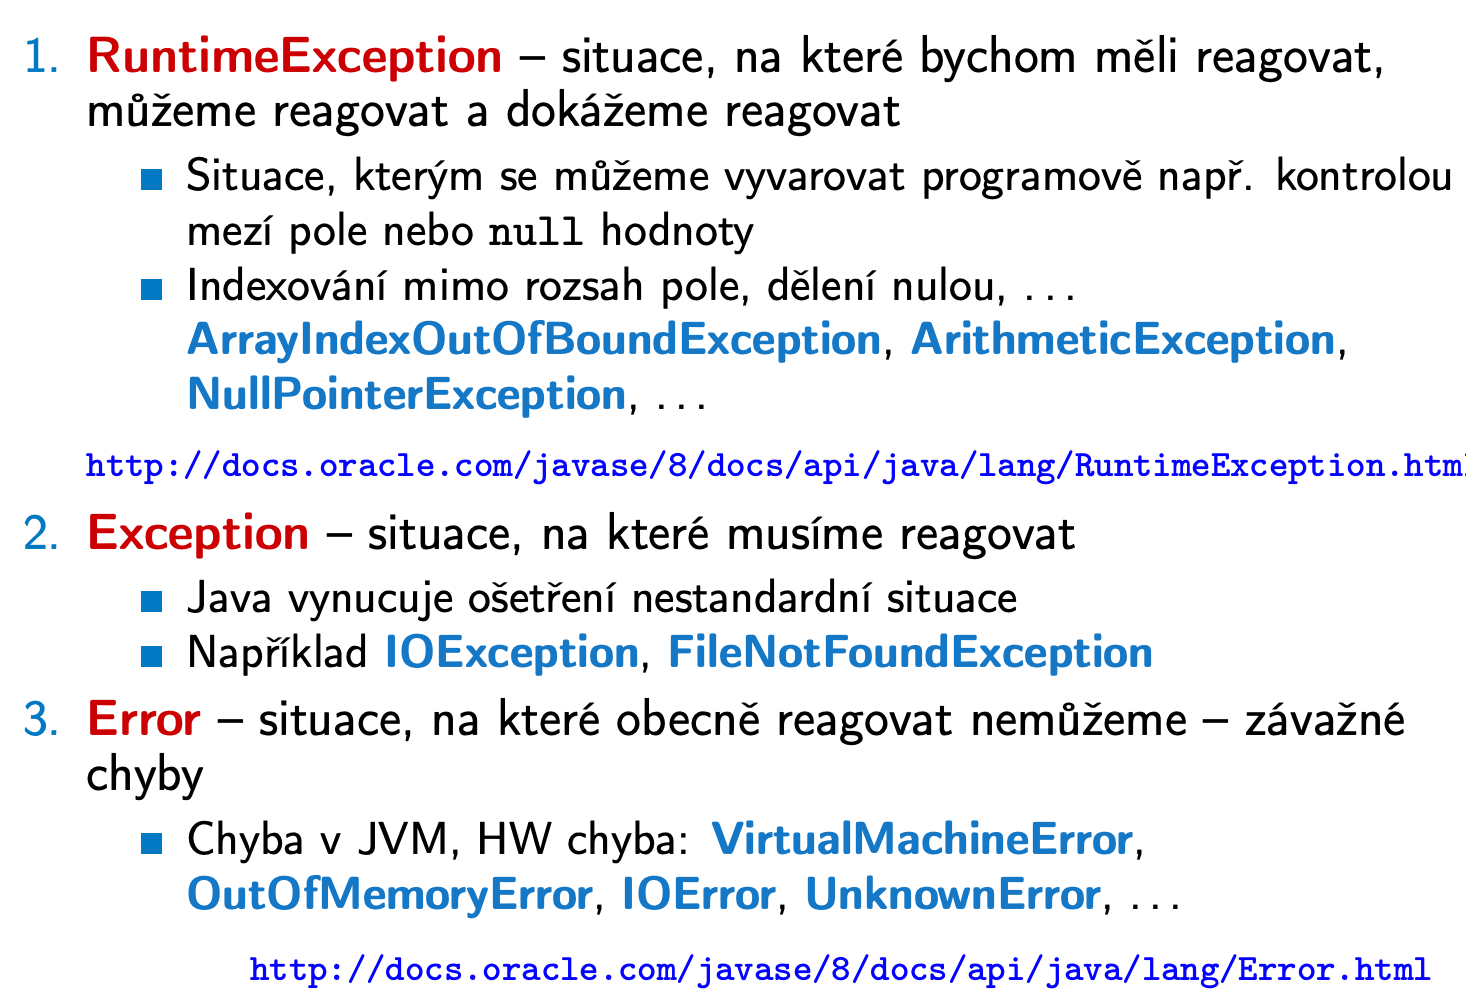 1. RuntimeException – situace, na které bychom měli reagovat,
můžeme reagovat a dokážeme reagovat
Situace, kterým se můžeme vyvarovat programově např. kontrolou
mezí pole nebo null hodnoty
Indexování mimo rozsah pole, dělení nulou, ...
ArrayIndexOutOfBoundException, ArithmeticException,
NullPointerException, ...
http://docs.oracle.com/javase/8/docs/api/java/lang/RuntimeException.html
2. Exception – situace, na které musíme reagovat
Java vynucuje ošetření nestandardní situace
Například IOException, FileNotFoundException
3. Error – situace, na které obecně reagovat nemůžeme – závažné
chyby
Chyba v JVM, HW chyba: VirtualMachineError,
OutOfMemoryError, IOError, UnknownError, ...
http://docs.oracle.com/javase/8/docs/api/java/lang/Error.html